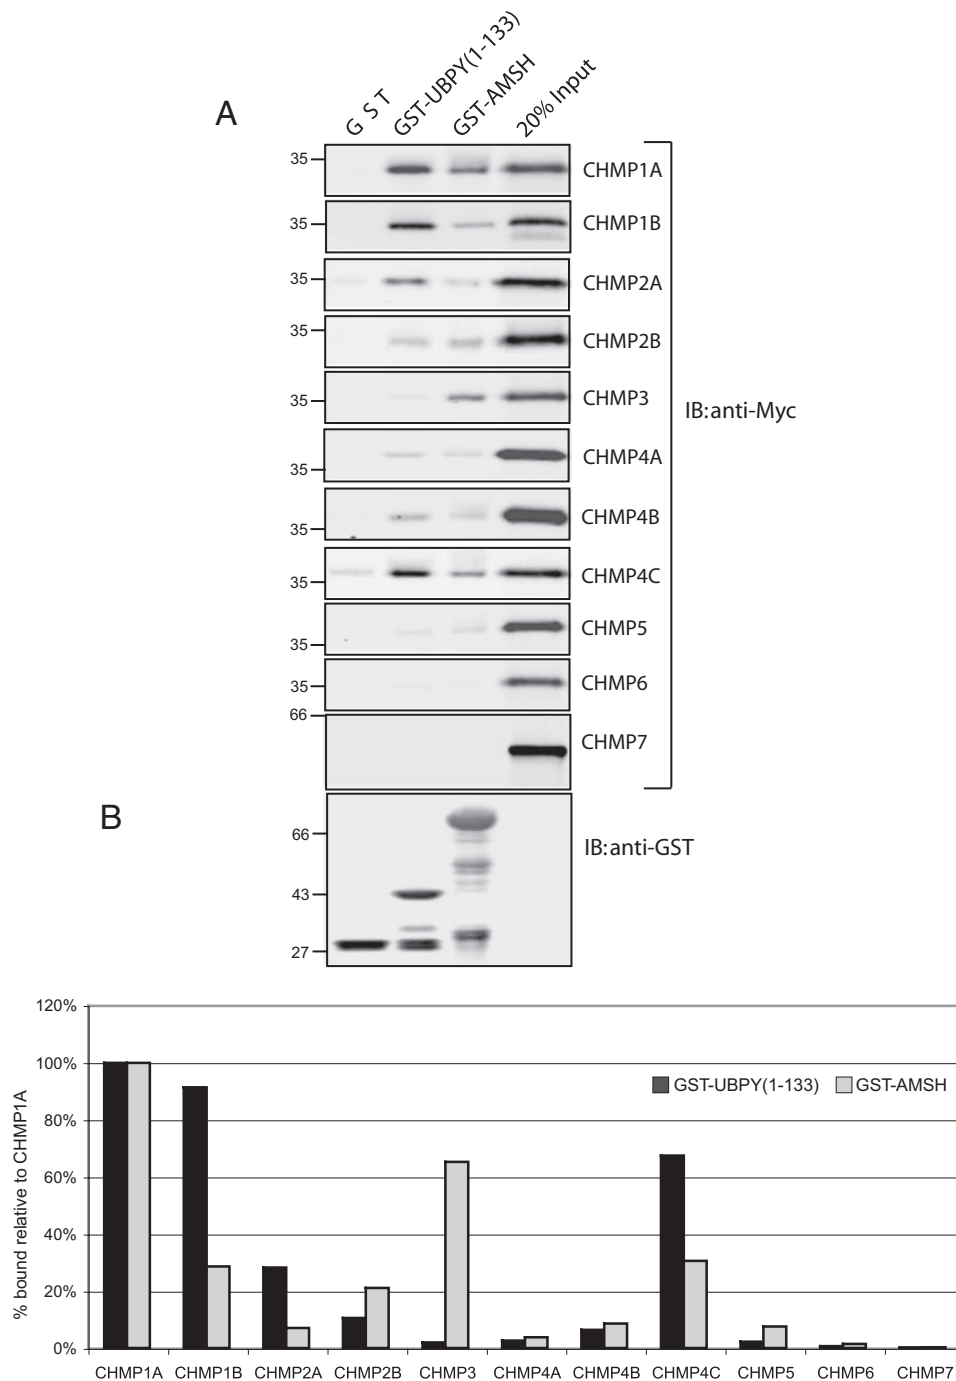 A
G S T
GST-UBPY(1-133)
GST-AMSH
20% Input
35
CHMP1A
35
CHMP1B
35
CHMP2A
35
CHMP2B
35
CHMP3
IB:anti-Myc
35
CHMP4A
35
CHMP4B
35
CHMP4C
35
CHMP5
35
CHMP6
66
CHMP7
B
66
IB:anti-GST
43
27
120%
100%
80%
60%
40%
20%
0%
% bound relative to CHMP1A
GST-UBPY(1-133) GST-AMSH
CHMP1A CHMP1B CHMP2A CHMP2B CHMP3 CHMP4A CHMP4B CHMP4C CHMP5 CHMP6 CHMP7